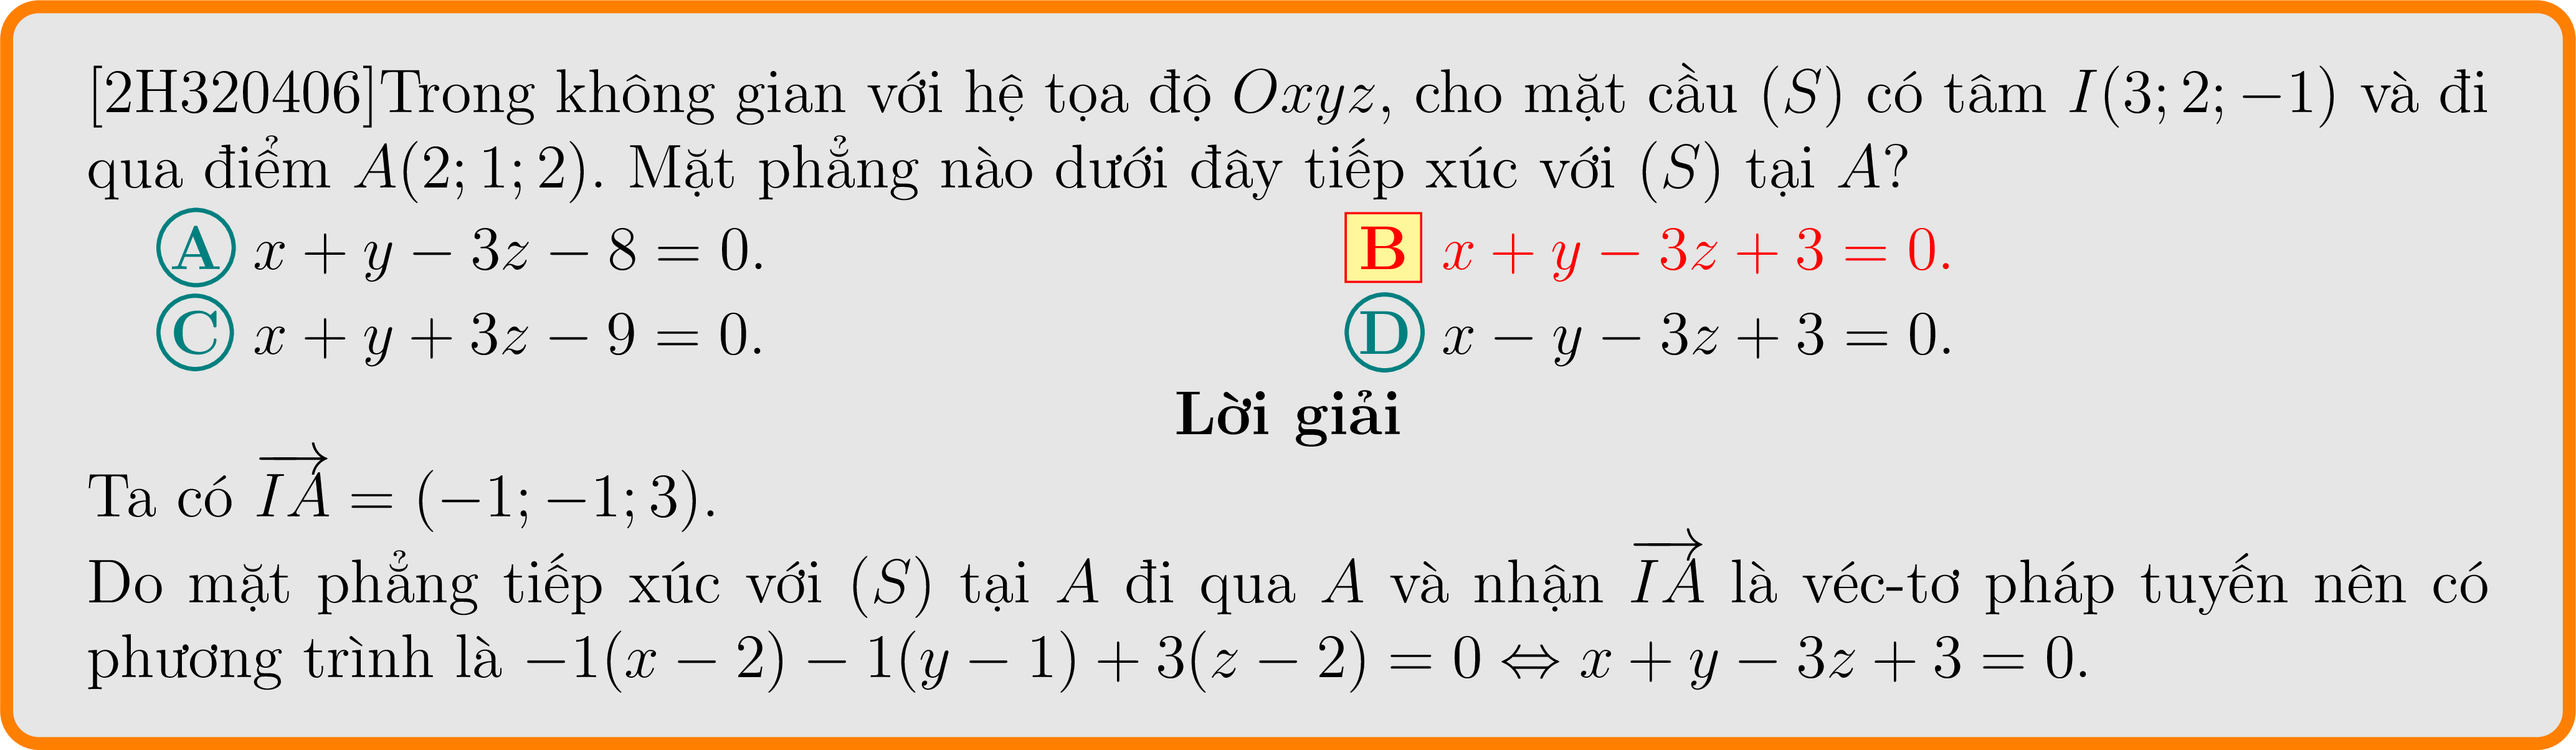 [2H320406]Trong không gian với hệ tọa độ Oxyz, cho mặt cầu (S) có tâm I(3; 2; −1) và đi
qua điểm A(2; 1; 2). Mặt phẳng nào dưới đây tiếp xúc với (S) tại A?
A x + y − 3z − 8 = 0. B x + y − 3z + 3 = 0.
C x + y + 3z − 9 = 0. D x − y − 3z + 3 = 0.
Lời giải
Ta có $\overrightarrow{IA}$ = (−1; −1; 3).
Do mặt phẳng tiếp xúc với (S) tại A đi qua A và nhận $\overrightarrow{IA}$ là véc-tơ pháp tuyến nên có
phương trình là −1(x − 2) − 1(y − 1) + 3(z − 2) = 0 ⇔ x + y − 3z + 3 = 0.